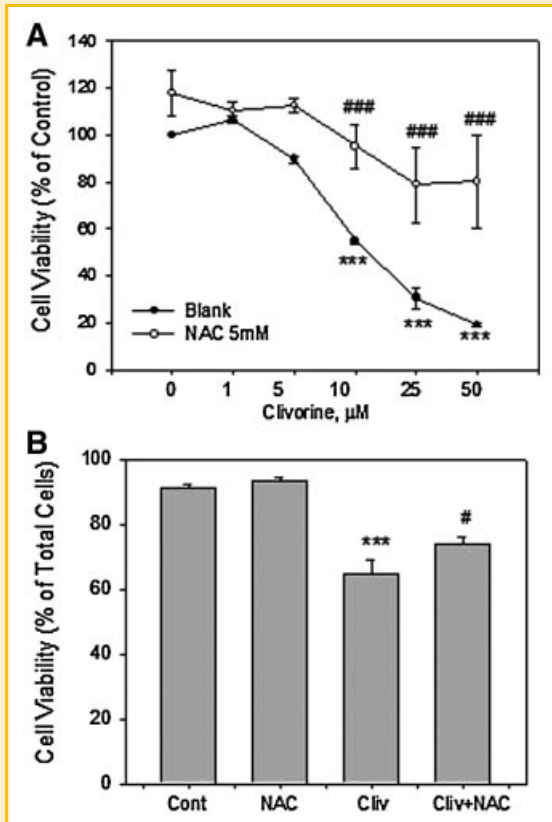 A
Cell Viability (% of Control)
140
120
100
80
60
40
20
0
###
###
###
***
***
***
Blank
NAC 5mM
0 1 5 10 25 50
Clivorine, µM
B
Cell Viability (% of Total Cells)
100
80
60
40
20
0
***
#
Cont NAC Cliv Cliv+NAC